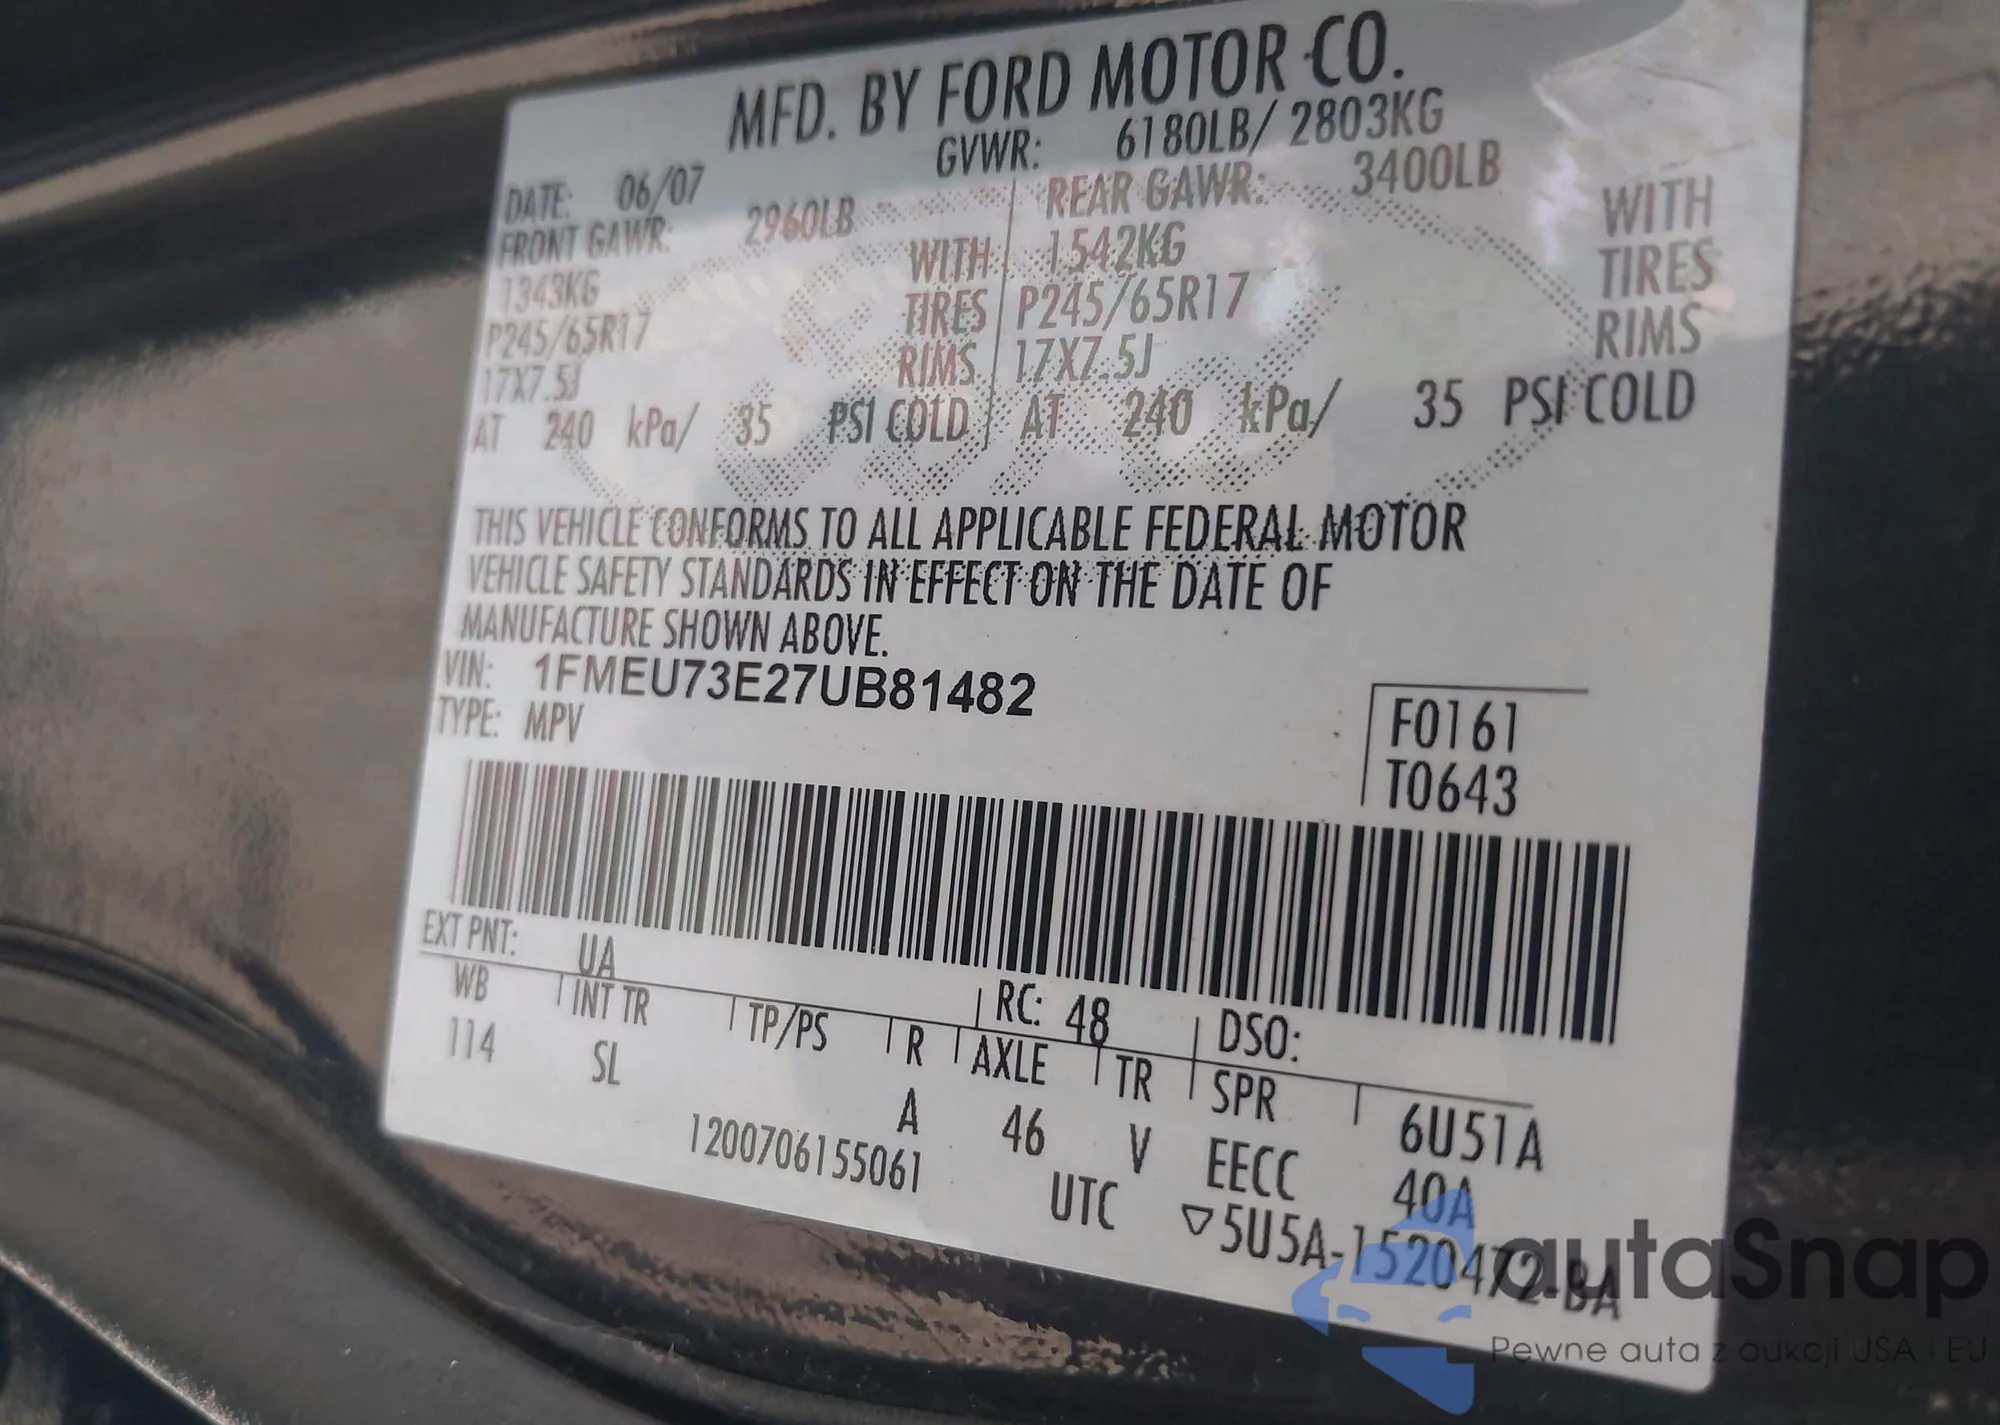 MFD. BY FORD MOTOR CO.
DATE: 06/07 GVWR: 6180LB/ 2803KG
FRONT GAWR: 2960LB REAR GAWR: 3400LB
1343KG WITH 1542KG WITH
P245/65R17 TIRES P245/65R17 TIRES
17X7.5J RIMS 17X7.5J RIMS
AT 240 kPa/ 35 PSI COLD AT 240 kPa/ 35 PSI COLD
THIS VEHICLE CONFORMS TO ALL APPLICABLE FEDERAL MOTOR
VEHICLE SAFETY STANDARDS IN EFFECT ON THE DATE OF
MANUFACTURE SHOWN ABOVE.
VIN: 1FMEU73E27UB81482
TYPE: MPV
F0161
T0643
EXT PNT: UA RC: 48 DSO:
WB INT TR TP/PS R AXLE TR SPR 6U51A
114 SL A 46 V EECC 40A
1200706155061 UTC ▽5U5A-1520472-BA
autaSnap
Pewne auta z aukcji USA i EU